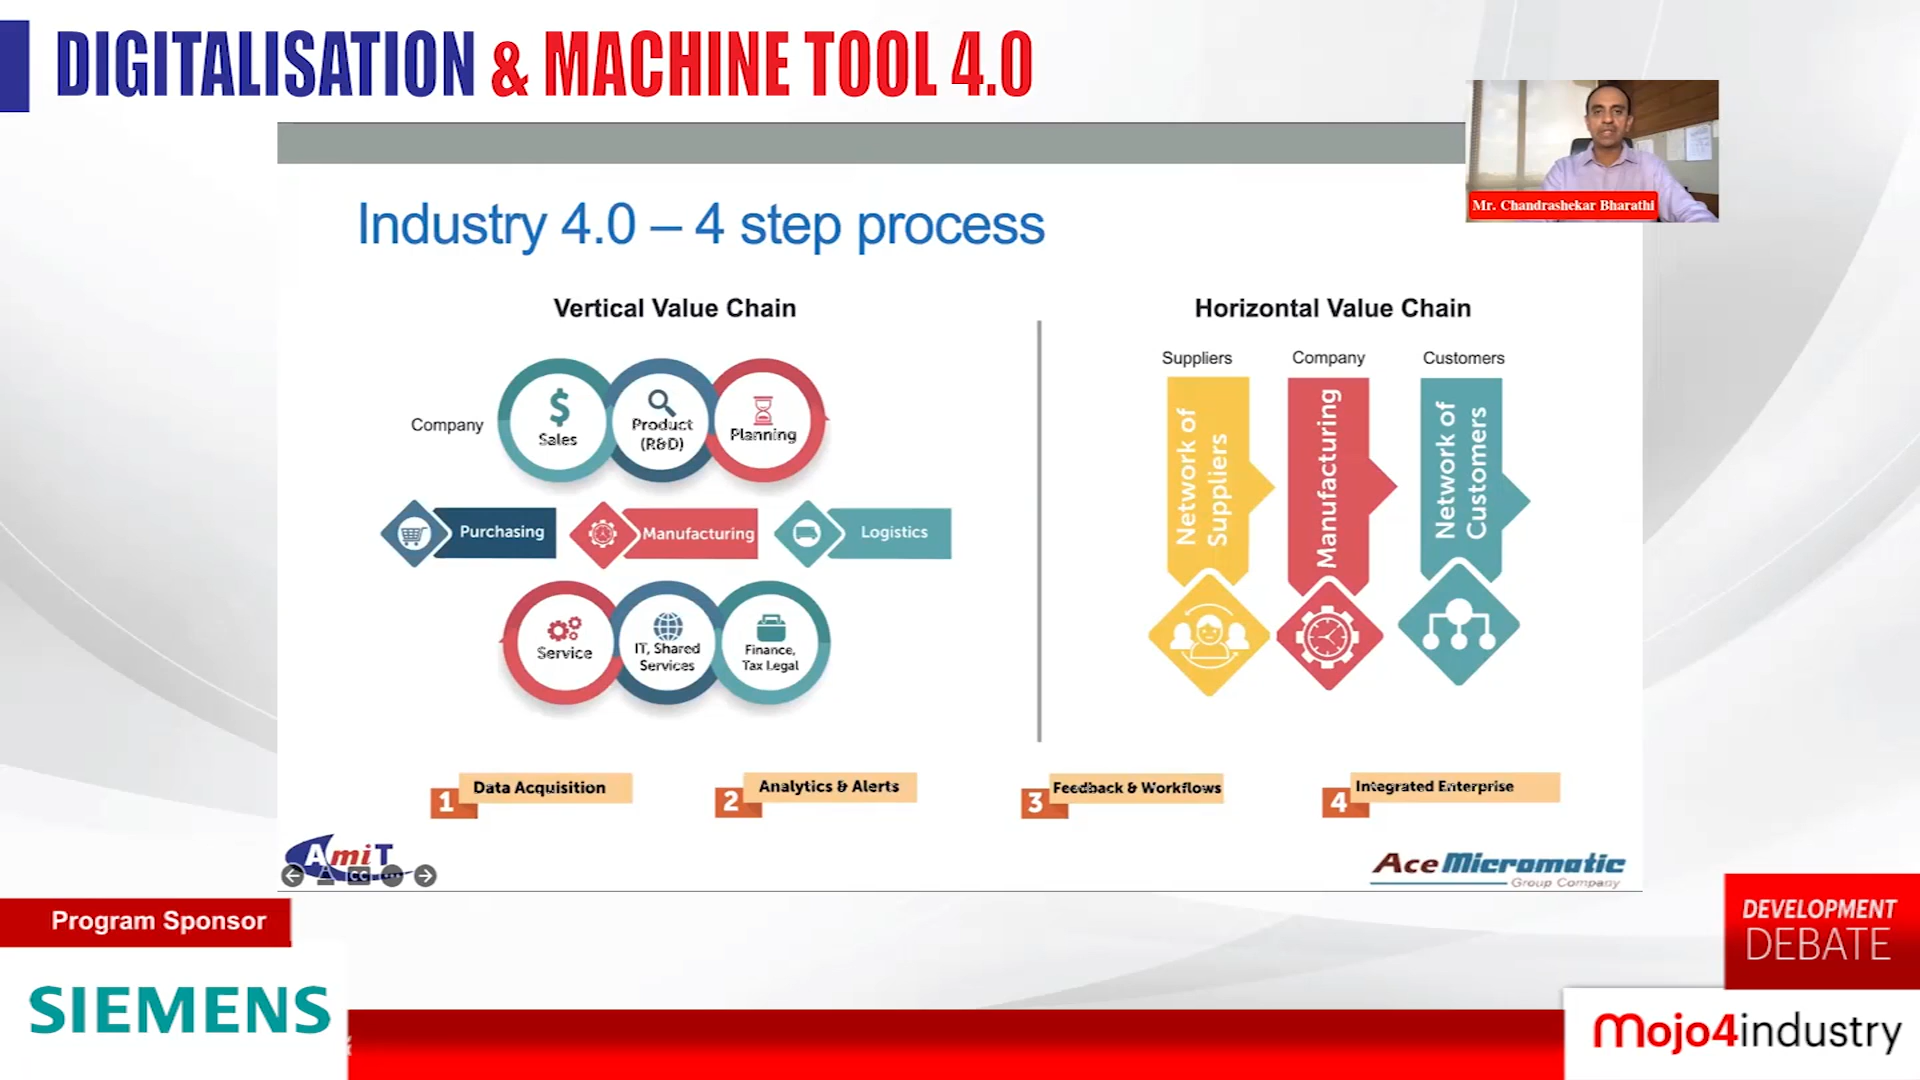 DIGITALISATION & MACHINE TOOL 4.0
Mr. Chandrashekar Bharathi
Industry 4.0 – 4 step process
Vertical Value Chain
Company
Sales
Product
(R&D)
Planning
Purchasing
Manufacturing
Logistics
Service
IT, Shared
Services
Finance,
Tax Legal
Horizontal Value Chain
Suppliers
Company
Customers
Network of
Suppliers
Manufacturing
Network of
Customers
1 Data Acquisition
2 Analytics & Alerts
3 Feedback & Workflows
4 Integrated Enterprise
AmiT
CC
Ace Micromatic
Group Company
Program Sponsor
SIEMENS
DEVELOPMENT
DEBATE
Mojo4industry